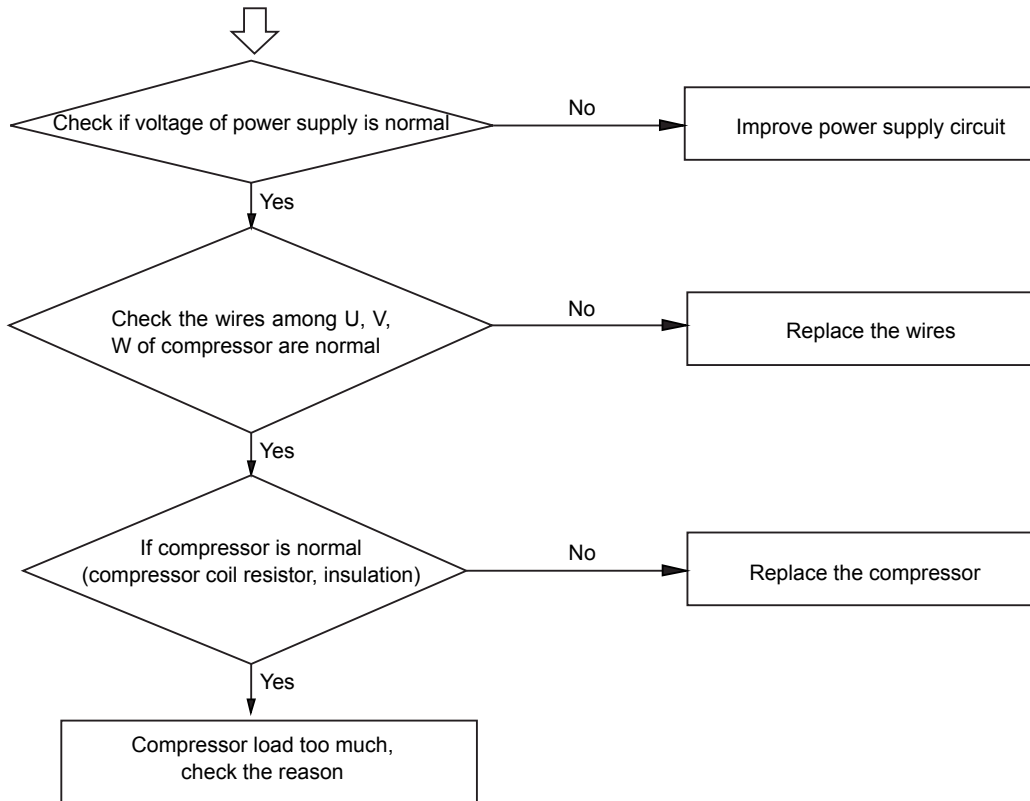 Check if voltage of power supply is normal
No
Improve power supply circuit
Yes
Check the wires among U, V,
W of compressor are normal
No
Replace the wires
Yes
If compressor is normal
(compressor coil resistor, insulation)
No
Replace the compressor
Yes
Compressor load too much,
check the reason